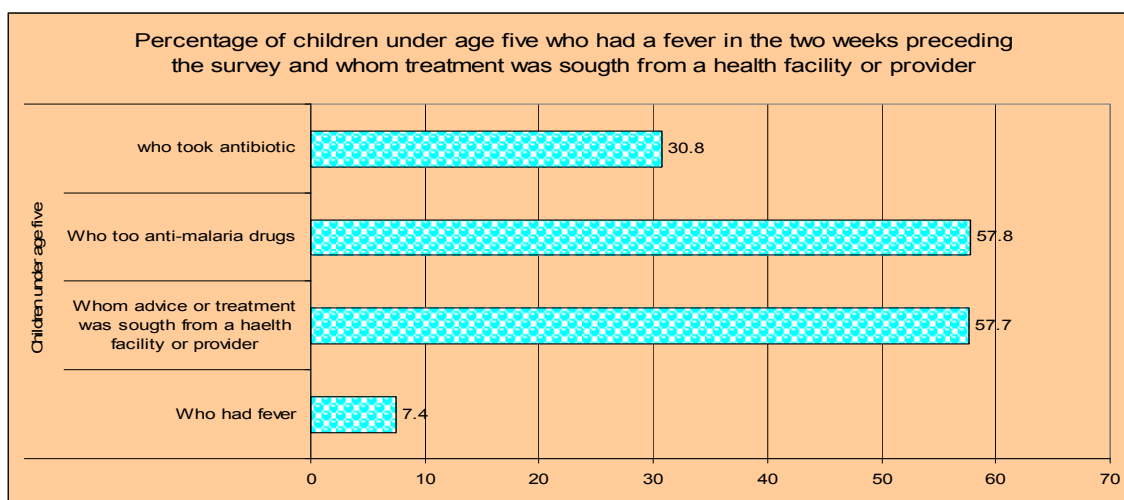 Percentage of children under age five who had a fever in the two weeks preceding
the survey and whom treatment was sougth from a health facility or provider
Children under age five
who took antibiotic
30.8
Who too anti-malaria drugs
57.8
Whom advice or treatment
was sougth from a haelth
facility or provider
57.7
Who had fever
7.4
0 10 20 30 40 50 60 70